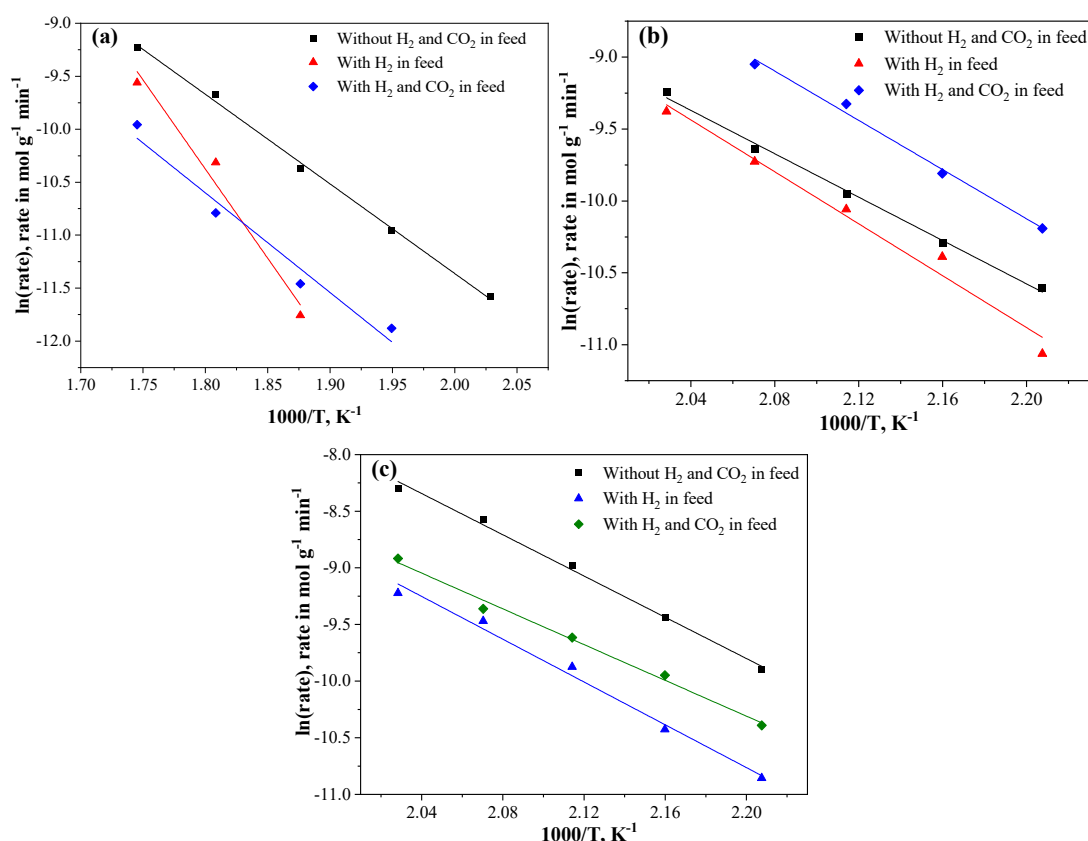 (a)
Without H₂ and CO₂ in feed
With H₂ in feed
With H₂ and CO₂ in feed
ln(rate), rate in mol g⁻¹ min⁻¹
-9.0
-9.5
-10.0
-10.5
-11.0
-11.5
-12.0
1.70 1.75 1.80 1.85 1.90 1.95 2.00 2.05
1000/T, K⁻¹
(b)
Without H₂ and CO₂ in feed
With H₂ in feed
With H₂ and CO₂ in feed
ln(rate), rate in mol g⁻¹ min⁻¹
-9.0
-9.5
-10.0
-10.5
-11.0
2.04 2.08 2.12 2.16 2.20
1000/T, K⁻¹
(c)
Without H₂ and CO₂ in feed
With H₂ in feed
With H₂ and CO₂ in feed
ln(rate), rate in mol g⁻¹ min⁻¹
-8.0
-8.5
-9.0
-9.5
-10.0
-10.5
-11.0
2.04 2.08 2.12 2.16 2.20
1000/T, K⁻¹